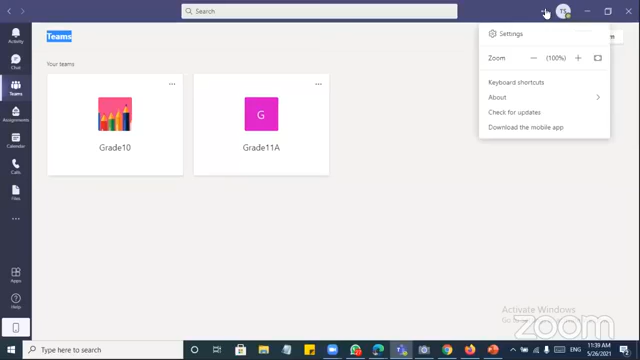 Search
TS
Activity
Chat
Teams
Assignments
Calendar
Calls
Files
Apps
Help
Teams
Your teams
Grade10
G
Grade11A
Settings
Zoom
(100%)
Keyboard shortcuts
About
Check for updates
Download the mobile app
Activate Windows
zoom
Type here to search
ENG
11:39 AM
5/26/2021